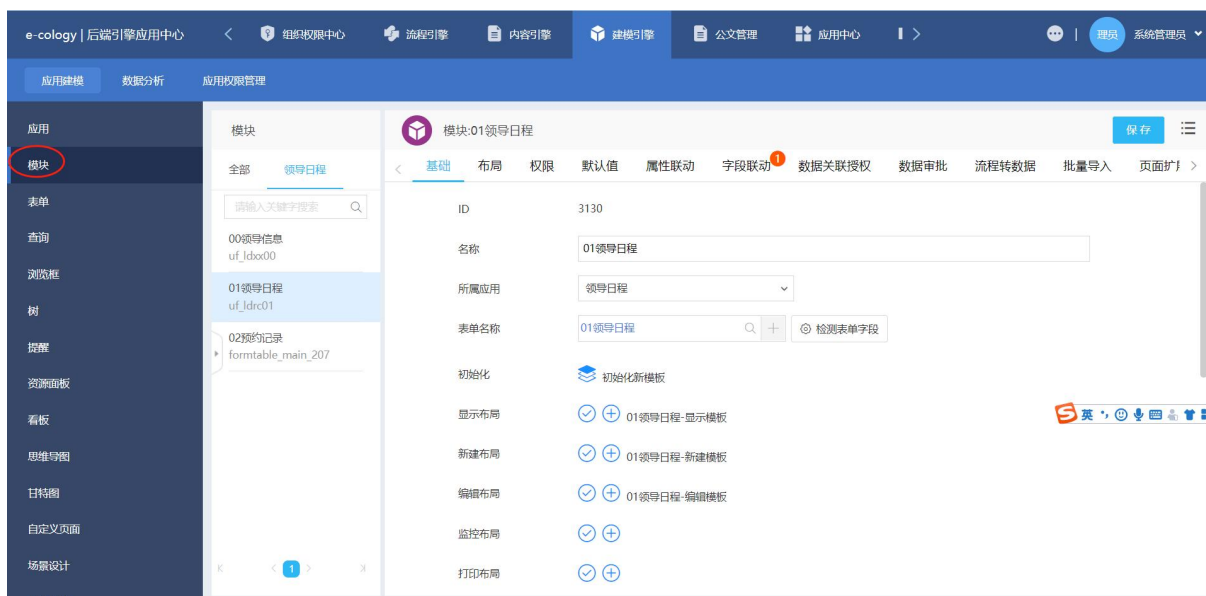 e-cology | 后端引擎应用中心 组织权限中心 流程引擎 内容引擎 建模引擎 公文管理 应用中心 理员 系统管理员
应用建模 数据分析 应用权限管理
应用
模块
表单
查询
浏览框
树
提醒
资源面板
看板
思维导图
甘特图
自定义页面
场景设计
模块
全部 领导日程
请输入关键字搜索
00领导信息
uf_ldxx00
01领导日程
uf_ldrc01
02预约记录
formtable_main_207
1
模块:01领导日程 保存
基础 布局 权限 默认值 属性联动 字段联动 1 数据关联授权 数据审批 流程转数据 批量导入 页面扩
ID 3130
名称 01领导日程
所属应用 领导日程
表单名称 01领导日程 检测表单字段
初始化 初始化新模板
显示布局 01领导日程-显示模板
新建布局 01领导日程-新建模板
编辑布局 01领导日程-编辑模板
监控布局
打印布局
英